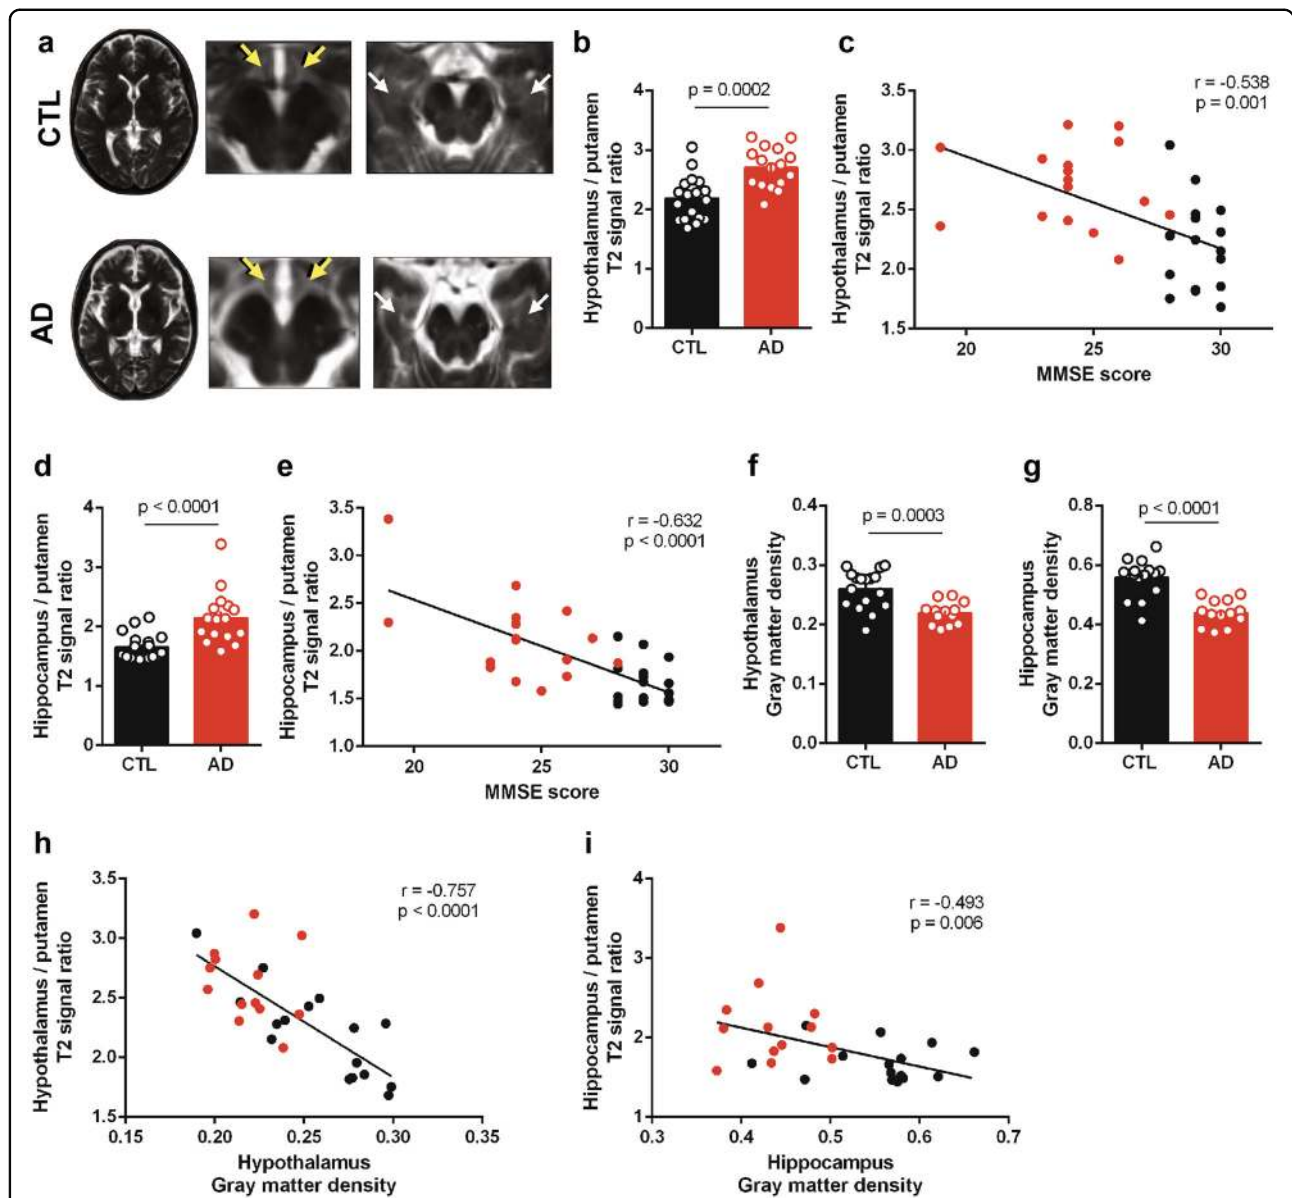 a
CTL
AD
b
Hypothalamus / putamen
T2 signal ratio
p = 0.0002
4
3
2
1
0
CTL
AD
c
Hypothalamus / putamen
T2 signal ratio
r = -0.538
p = 0.001
3.5
3.0
2.5
2.0
1.5
20
25
30
MMSE score
d
Hippocampus / putamen
T2 signal ratio
p < 0.0001
4
3
2
1
0
CTL
AD
e
Hippocampus / putamen
T2 signal ratio
r = -0.632
p < 0.0001
3.5
3.0
2.5
2.0
1.5
1.0
20
25
30
MMSE score
f
Hypothalamus
Gray matter density
p = 0.0003
0.4
0.3
0.2
0.1
0.0
CTL
AD
g
Hippocampus
Gray matter density
p < 0.0001
0.8
0.6
0.4
0.2
0.0
CTL
AD
h
Hypothalamus / putamen
T2 signal ratio
r = -0.757
p < 0.0001
3.5
3.0
2.5
2.0
1.5
0.15
0.20
0.25
0.30
0.35
Hypothalamus
Gray matter density
i
Hippocampus / putamen
T2 signal ratio
r = -0.493
p = 0.006
4
3
2
1
0.3
0.4
0.5
0.6
0.7
Hippocampus
Gray matter density